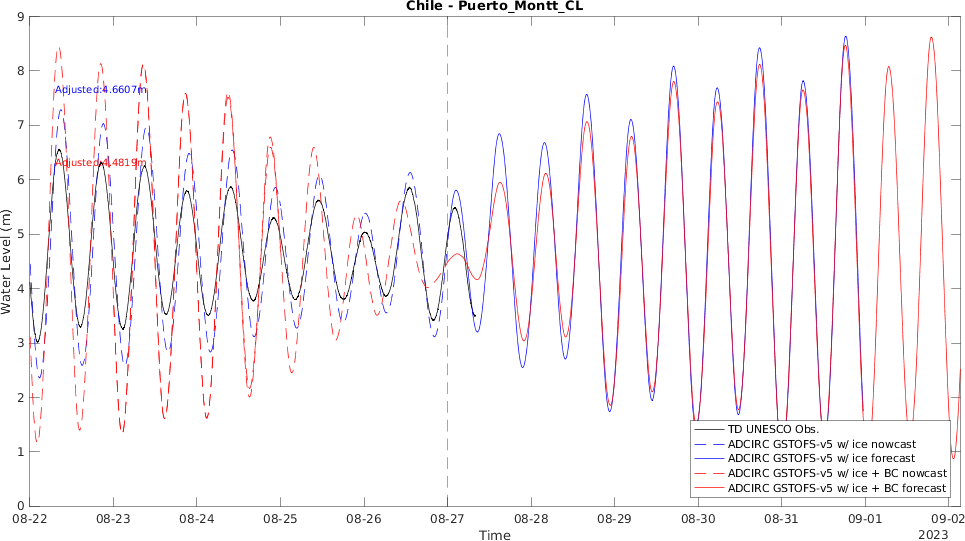 Chile - Puerto_Montt_CL
9
8
7
6
5
4
3
2
1
0
Water Level (m)
Adjusted:4.6607m
Adjusted:4.4819m
TD UNESCO Obs.
ADCIRC GSTOFS-v5 w/ ice nowcast
ADCIRC GSTOFS-v5 w/ ice forecast
ADCIRC GSTOFS-v5 w/ ice + BC nowcast
ADCIRC GSTOFS-v5 w/ ice + BC forecast
08-22 08-23 08-24 08-25 08-26 08-27 08-28 08-29 08-30 08-31 09-01 09-02
Time
2023